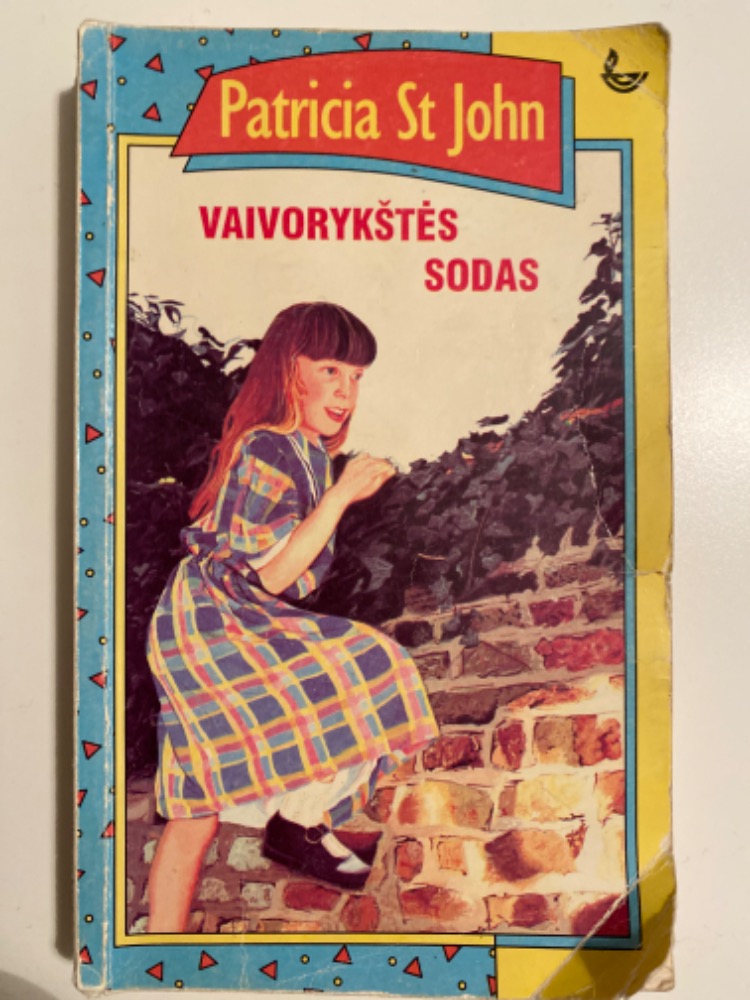 Patricia St John
VAIVORYKŠTĖS
SODAS